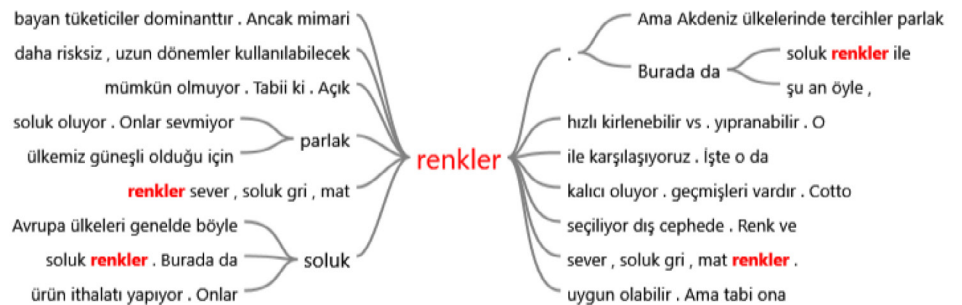 bayan tüketiciler dominanttır . Ancak mimari
daha risksiz , uzun dönemler kullanılabilecek
mümkün olmuyor . Tabii ki . Açık
soluk oluyor . Onlar sevmiyor
parlak
ülkemiz güneşli olduğu için
renkler sever , soluk gri , mat
Avrupa ülkeleri genelde böyle
soluk renkler . Burada da
soluk
ürün ithalatı yapıyor . Onlar
renkler
.
Ama Akdeniz ülkelerinde tercihler parlak
Burada da
soluk renkler ile
şu an öyle ,
hızlı kirlenebilir vs . yıpranabilir . O
ile karşılaşıyoruz . İşte o da
kalıcı oluyor . geçmişleri vardır . Cotto
seçiliyor dış cephede . Renk ve
sever , soluk gri , mat renkler .
uygun olabilir . Ama tabi ona